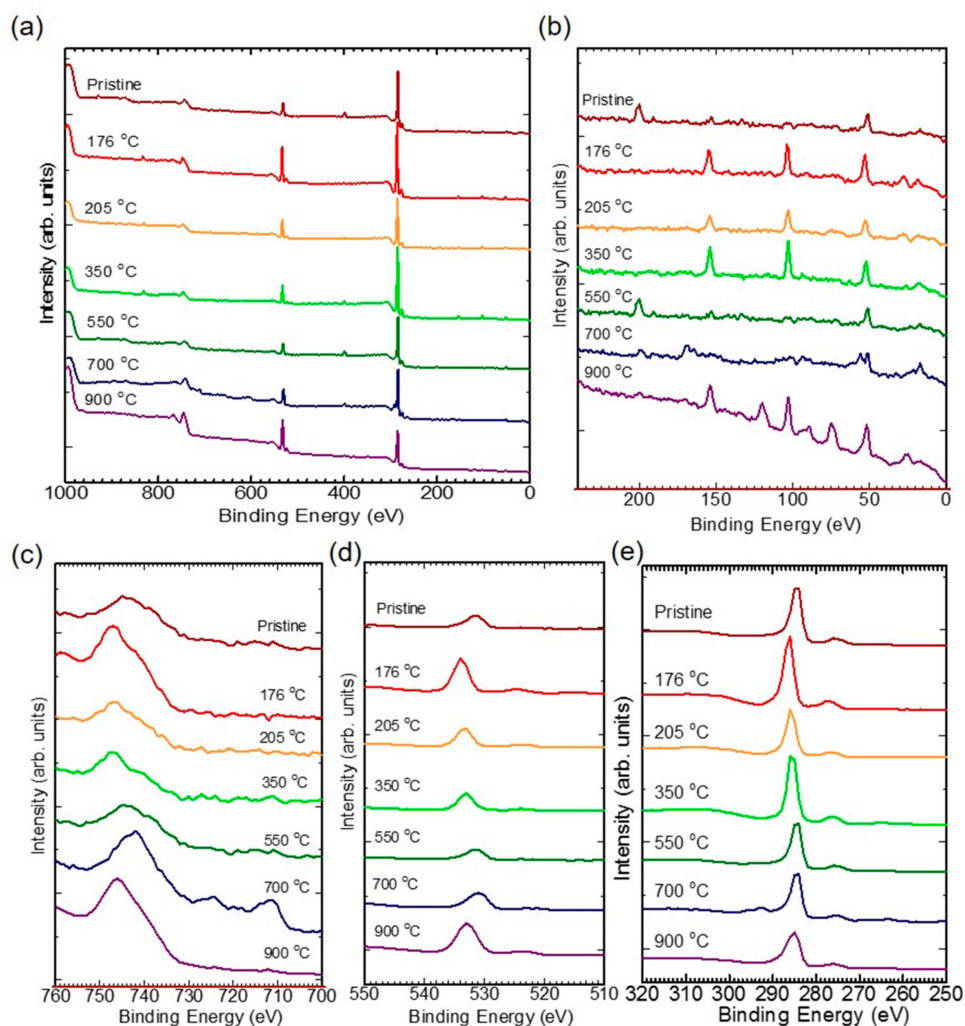 (a)
Intensity (arb. units)
Pristine
176 °C
205 °C
350 °C
550 °C
700 °C
900 °C
1000 800 600 400 200 0
Binding Energy (eV)
(b)
Intensity (arb. units)
Pristine
176 °C
205 °C
350 °C
550 °C
700 °C
900 °C
200 150 100 50 0
Binding Energy (eV)
(c)
Intensity (arb. units)
Pristine
176 °C
205 °C
350 °C
550 °C
700 °C
900 °C
760 750 740 730 720 710 700
Binding Energy (eV)
(d)
Intensity (arb. units)
Pristine
176 °C
205 °C
350 °C
550 °C
700 °C
900 °C
550 540 530 520 510
Binding Energy (eV)
(e)
Intensity (arb. units)
Pristine
176 °C
205 °C
350 °C
550 °C
700 °C
900 °C
320 310 300 290 280 270 260 250
Binding Energy (eV)